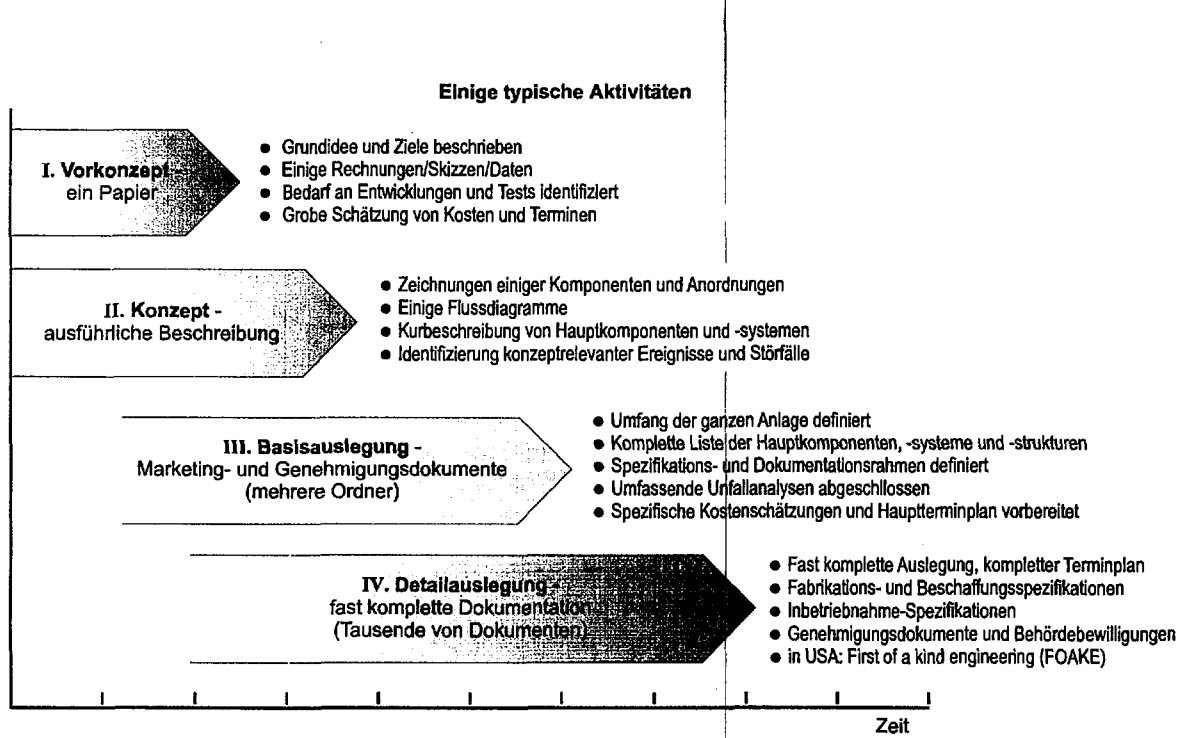 Einige typische Aktivitäten
I. Vorkonzept -
ein Papier
● Grundidee und Ziele beschrieben
● Einige Rechnungen/Skizzen/Daten
● Bedarf an Entwicklungen und Tests identifiziert
● Grobe Schätzung von Kosten und Terminen
II. Konzept -
ausführliche Beschreibung
● Zeichnungen einiger Komponenten und Anordnungen
● Einige Flussdiagramme
● Kurbeschreibung von Hauptkomponenten und -systemen
● Identifizierung konzeptrelevanter Ereignisse und Störfälle
III. Basisauslegung -
Marketing- und Genehmigungsdokumente
(mehrere Ordner)
● Umfang der ganzen Anlage definiert
● Komplette Liste der Hauptkomponenten, -systeme und -strukturen
● Spezifikations- und Dokumentationsrahmen definiert
● Umfassende Unfallanalysen abgeschllossen
● Spezifische Kostenschätzungen und Hauptterminplan vorbereitet
IV. Detailauslegung -
fast komplette Dokumentation
(Tausende von Dokumenten)
● Fast komplette Auslegung, kompletter Terminplan
● Fabrikations- und Beschaffungsspezifikationen
● Inbetriebnahme-Spezifikationen
● Genehmigungsdokumente und Behördebewilligungen
● in USA: First of a kind engineering (FOAKE)
Zeit